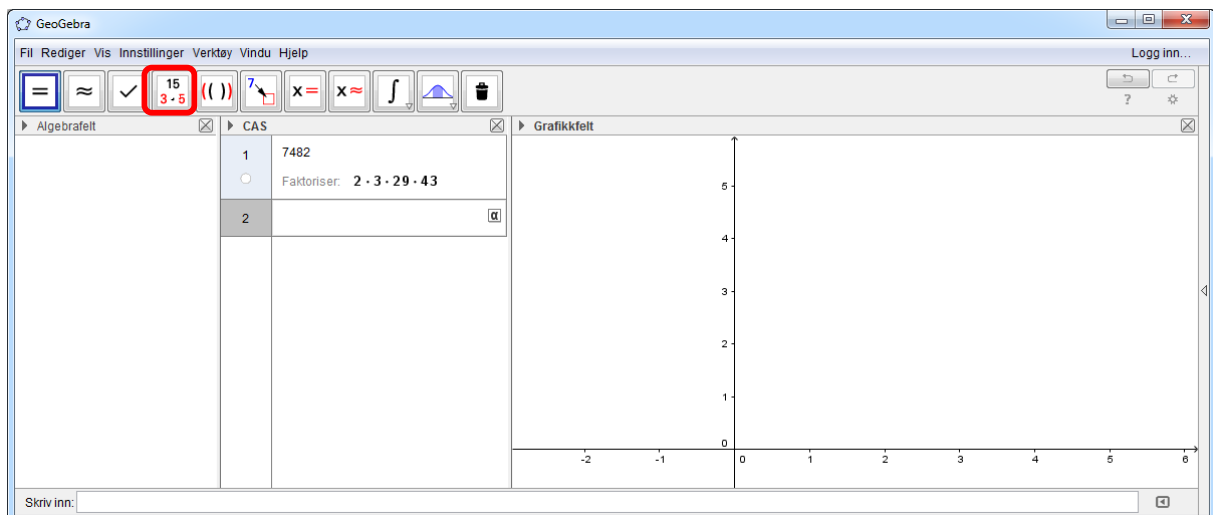 GeoGebra
Fil Rediger Vis Innstillinger Verktøy Vindu Hjelp Logg inn...
= ≈ ✓ 15 (( )) 7 x = x ≈ ∫
3 · 5
?
Algebrafelt CAS Grafikkfelt
1 7482
Faktoriser: 2 · 3 · 29 · 43
2 α
5
4
3
2
1
0
-2 -1 0 1 2 3 4 5 6
Skriv inn: